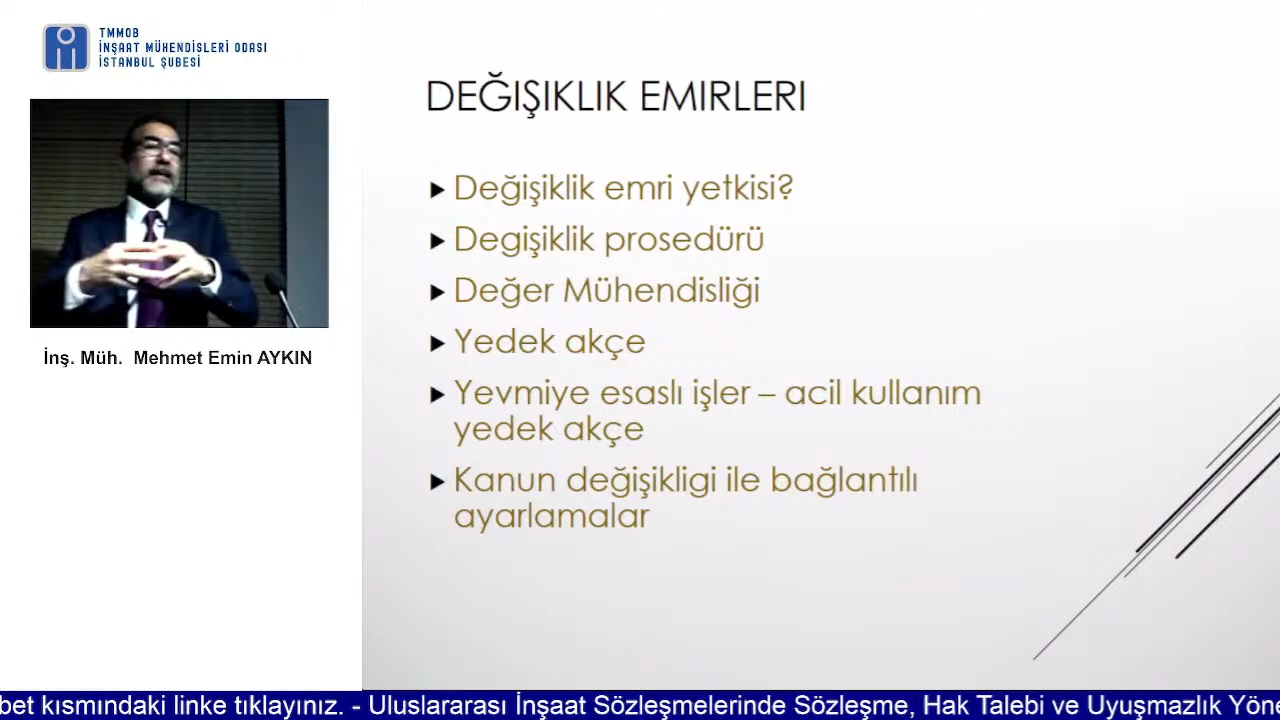 TMMOB
İNŞAAT MÜHENDİSLERİ ODASI
İSTANBUL ŞUBESİ
İnş. Müh. Mehmet Emin AYKIN
DEĞIŞIKLIK EMIRLERI
Değişiklik emri yetkisi?
Degişiklik prosedürü
Değer Mühendisliği
Yedek akçe
Yevmiye esaslı işler – acil kullanım
yedek akçe
Kanun değişikligi ile bağlantılı
ayarlamalar
bet kısmındaki linke tıklayınız. - Uluslararası İnşaat Sözleşmelerinde Sözleşme, Hak Talebi ve Uyuşmazlık Yöne